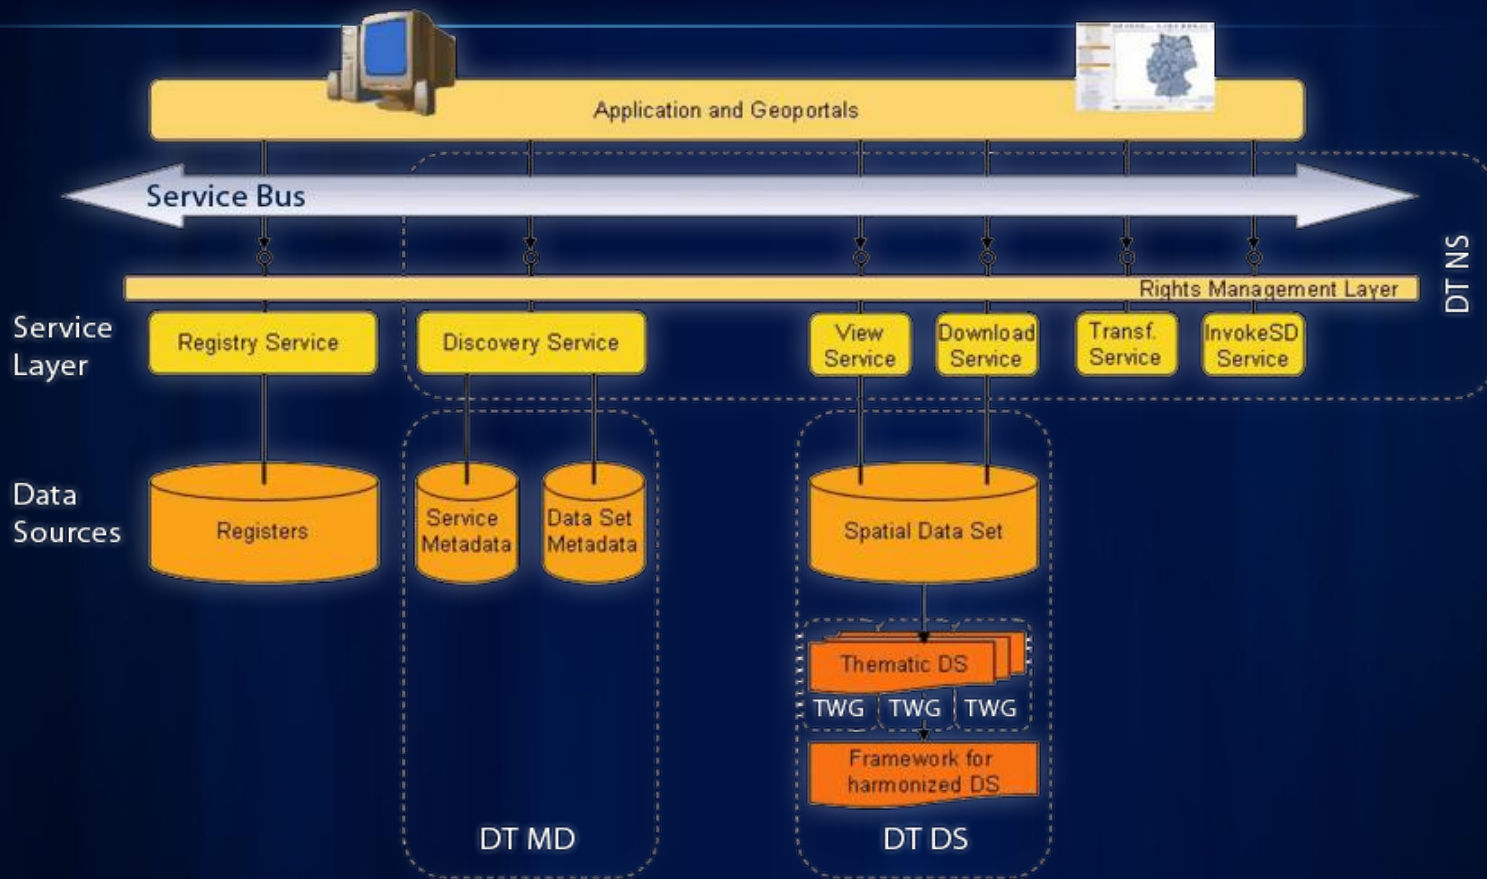 Application and Geoportals
Service Bus
DT NS
Rights Management Layer
Service
Layer
Registry Service
Discovery Service
View
Service
Download
Service
Transf.
Service
InvokeSD
Service
Data
Sources
Registers
Service
Metadata
Data Set
Metadata
Spatial Data Set
Thematic DS
TWG
TWG
TWG
Framework for
harmonized DS
DT MD
DT DS